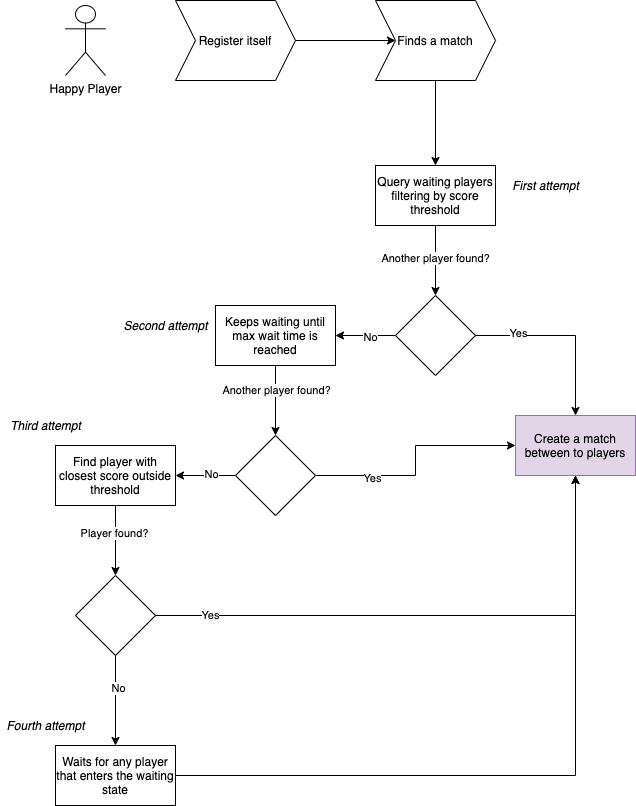 Register itself
Finds a match
Happy Player
Query waiting players
filtering by score
threshold
First attempt
Another player found?
Second attempt
Keeps waiting until
max wait time is
reached
No
Yes
Another player found?
Third attempt
Create a match
between to players
Find player with
closest score outside
threshold
No
Yes
Player found?
Yes
No
Fourth attempt
Waits for any player
that enters the waiting
state